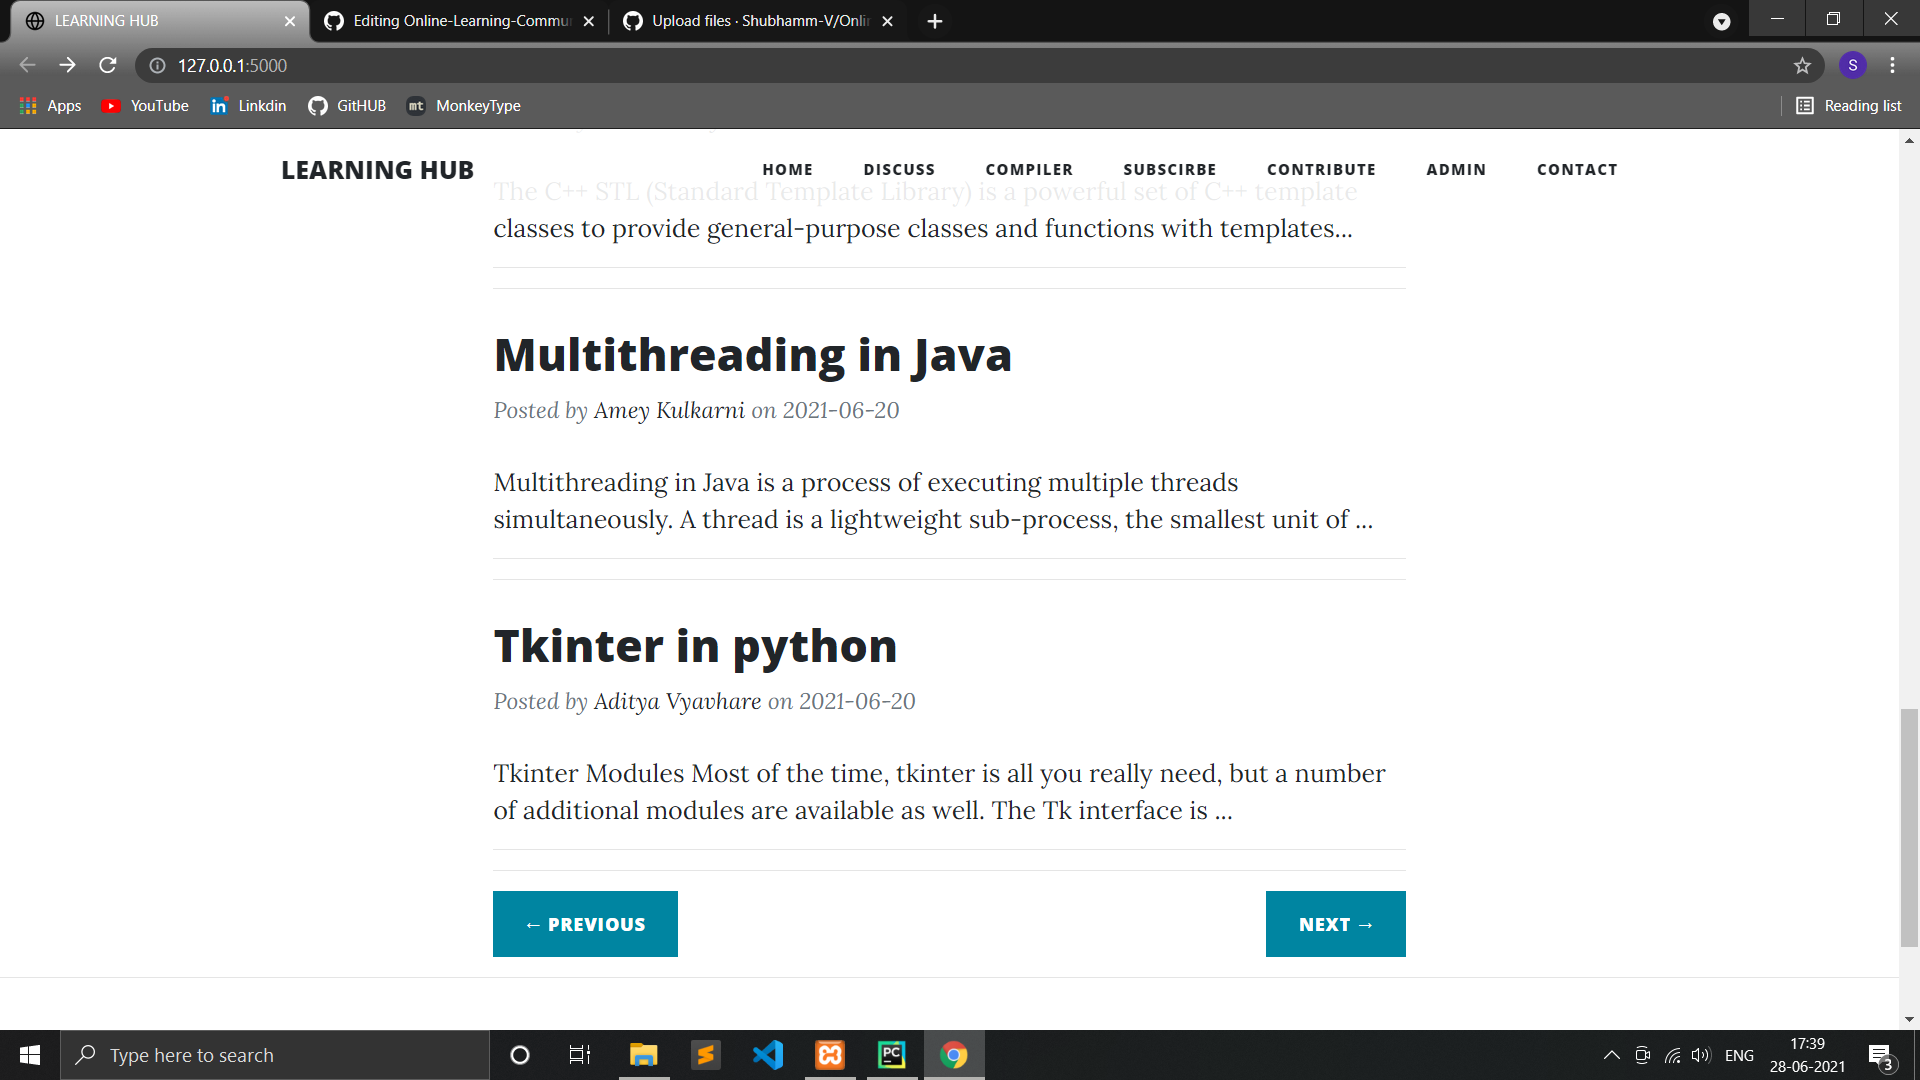 LEARNING HUB
Editing Online-Learning-Commu
Upload files · Shubhamm-V/Onli
127.0.0.1:5000
S
Apps
YouTube
Linkdin
GitHUB
mt MonkeyType
Reading list
LEARNING HUB
HOME DISCUSS COMPILER SUBSCIRBE CONTRIBUTE ADMIN CONTACT
The C++ STL (Standard Template Library) is a powerful set of C++ template
classes to provide general-purpose classes and functions with templates...
Multithreading in Java
Posted by Amey Kulkarni on 2021-06-20
Multithreading in Java is a process of executing multiple threads
simultaneously. A thread is a lightweight sub-process, the smallest unit of ...
Tkinter in python
Posted by Aditya Vyavhare on 2021-06-20
Tkinter Modules Most of the time, tkinter is all you really need, but a number
of additional modules are available as well. The Tk interface is ...
← PREVIOUS
NEXT →
Type here to search
PC
ENG
17:39
28-06-2021
3